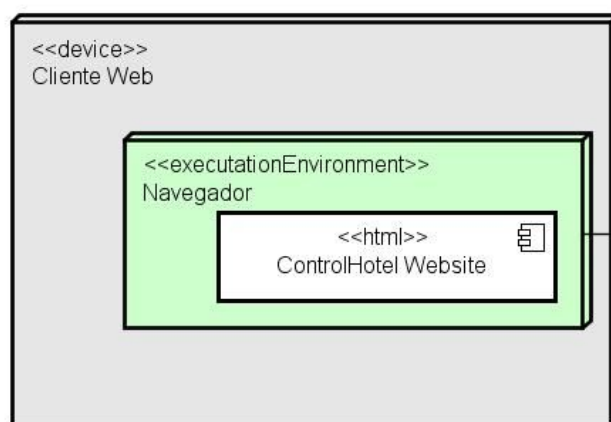 <<device>>
Cliente Web
<<executationEnvironment>>
Navegador
<<html>>
ControlHotel Website